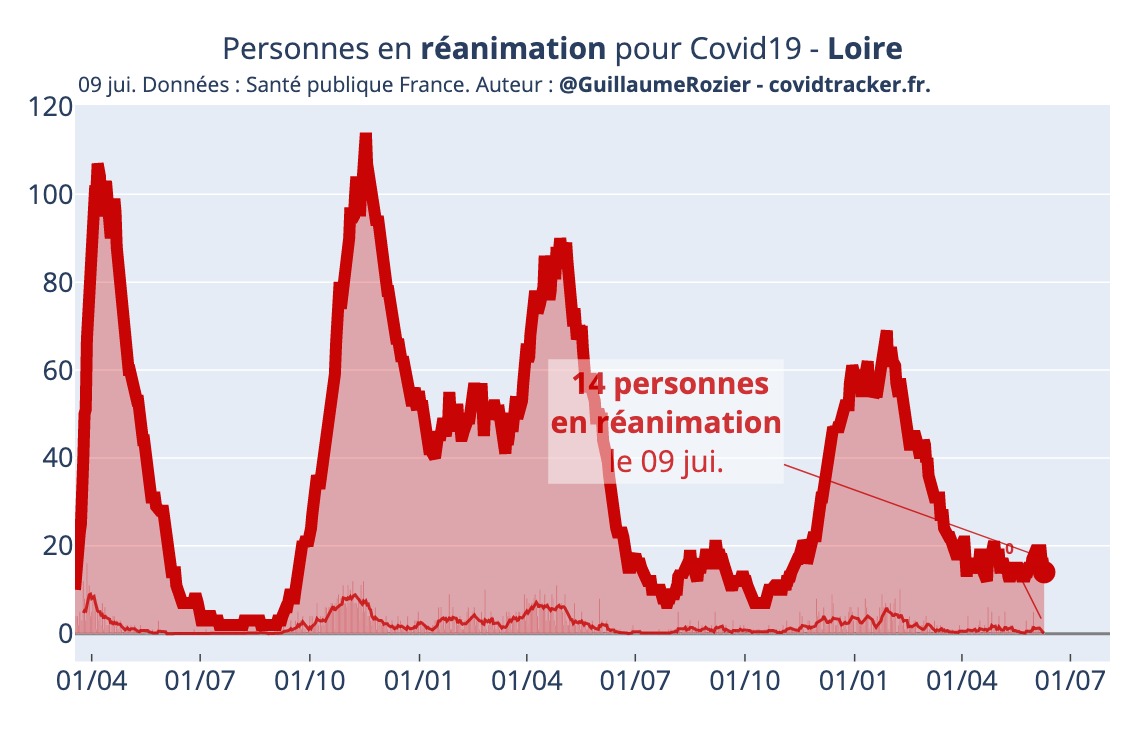 Personnes en réanimation pour Covid19 - Loire
09 jui. Données : Santé publique France. Auteur : @GuillaumeRozier - covidtracker.fr.
120
100
80
60
40
20
0
14 personnes
en réanimation
le 09 jui.
0
01/04 01/07 01/10 01/01 01/04 01/07 01/10 01/01 01/04 01/07